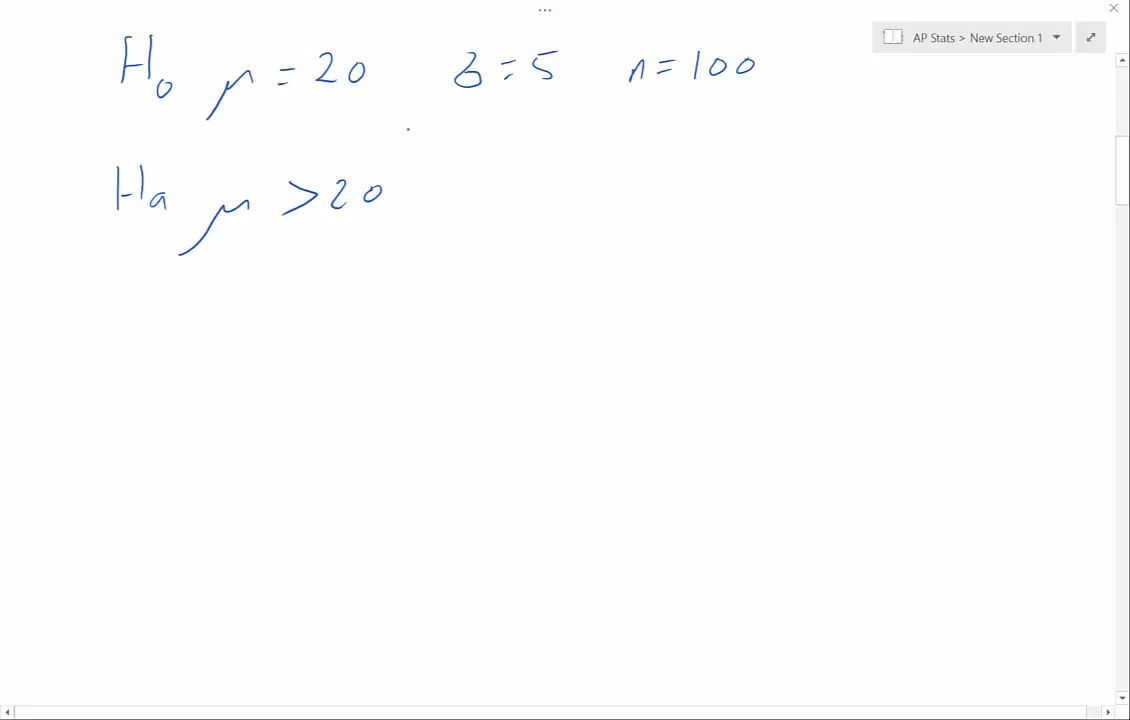 AP Stats > New Section 1
H₀ μ = 20 σ = 5 n = 100
Hₐ μ > 20